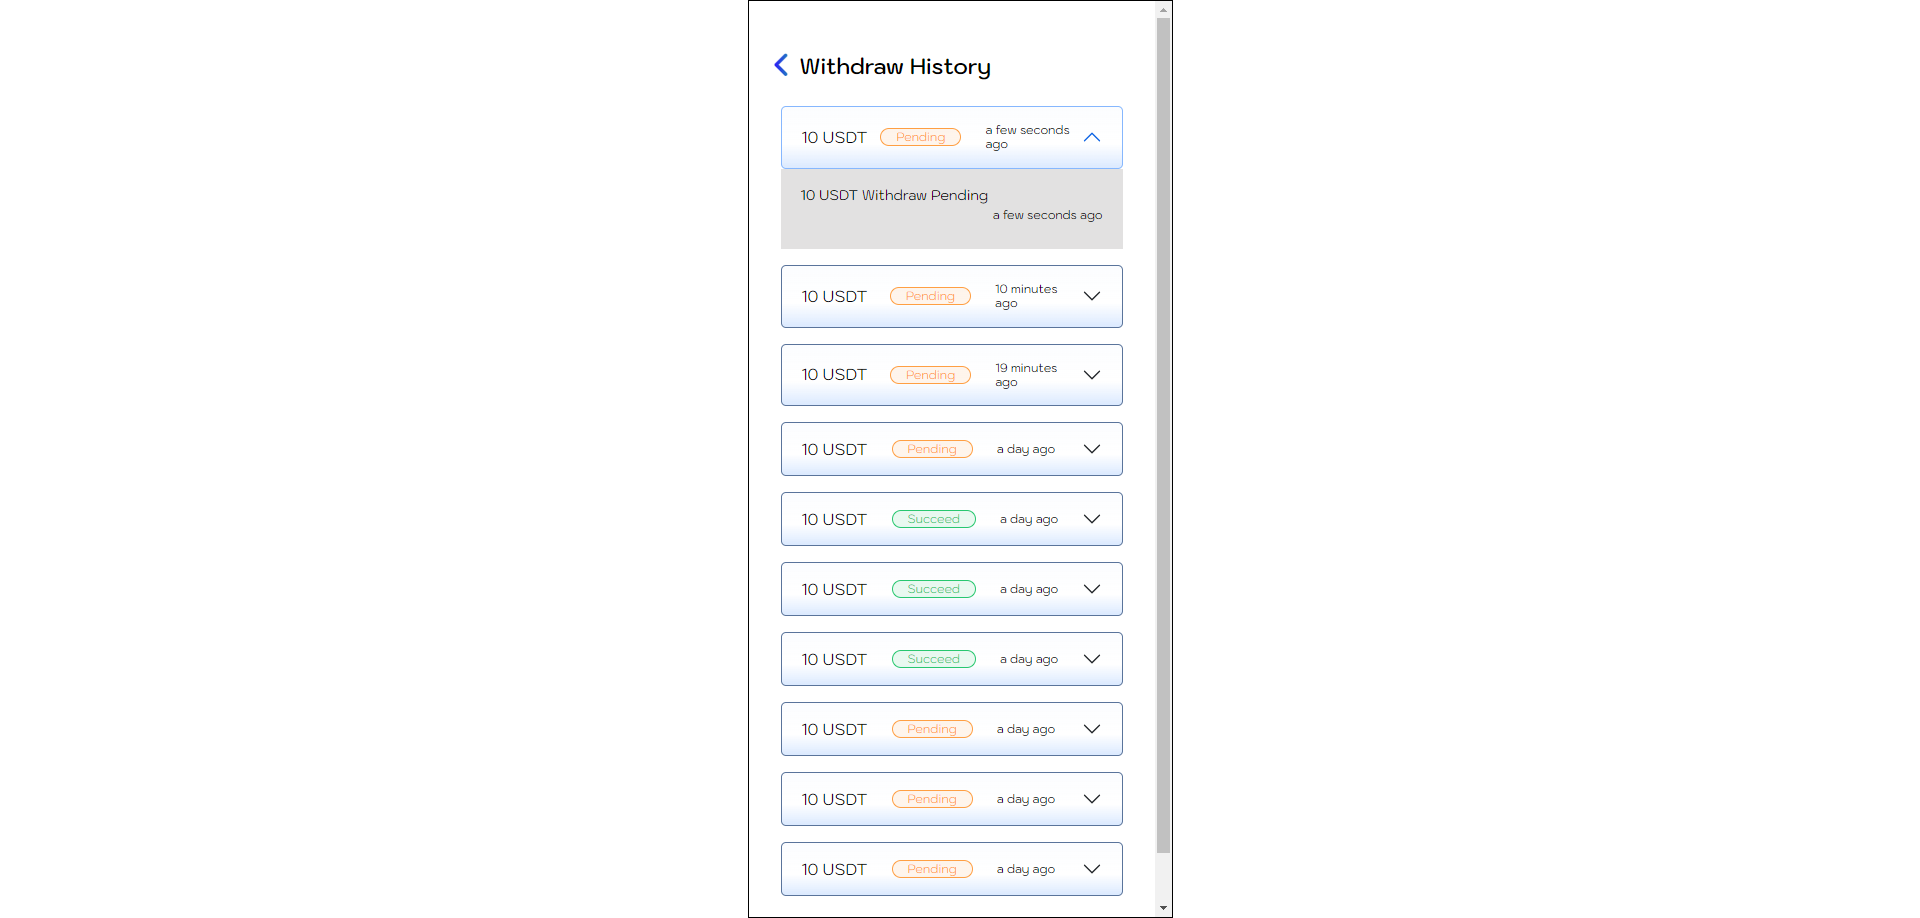 Withdraw History
10 USDT Pending a few seconds
ago
10 USDT Withdraw Pending
a few seconds ago
10 USDT Pending 10 minutes
ago
10 USDT Pending 19 minutes
ago
10 USDT Pending a day ago
10 USDT Succeed a day ago
10 USDT Succeed a day ago
10 USDT Succeed a day ago
10 USDT Pending a day ago
10 USDT Pending a day ago
10 USDT Pending a day ago